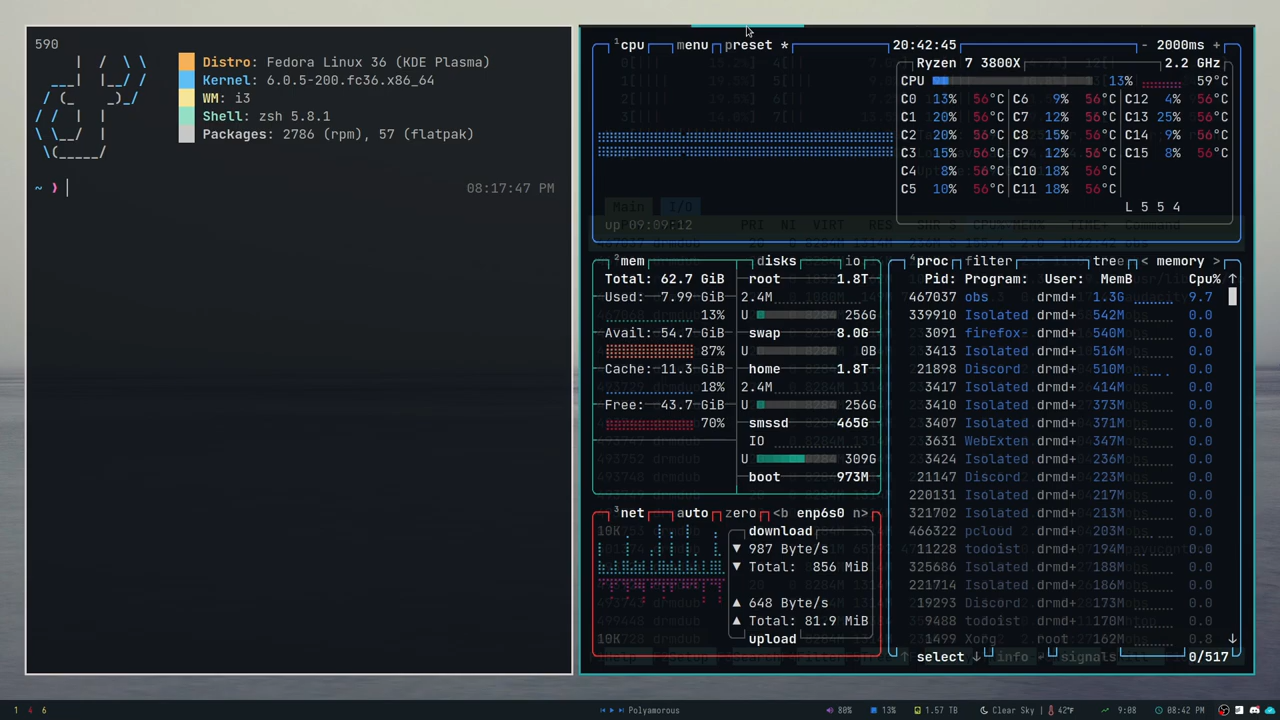 590
Distro: Fedora Linux 36 (KDE Plasma)
Kernel: 6.0.5-200.fc36.x86_64
WM: i3
Shell: zsh 5.8.1
Packages: 2786 (rpm), 57 (flatpak)
~ ❯ 08:17:47 PM
¹cpu menu preset * 20:42:45 - 2000ms +
Ryzen 7 3800X 2.2 GHz
CPU 13% 59°C
C0 13% 56°C C6 9% 56°C C12 4% 56°C
C1 20% 56°C C7 12% 56°C C13 25% 56°C
C2 20% 56°C C8 15% 56°C C14 9% 56°C
C3 15% 56°C C9 12% 56°C C15 8% 56°C
C4 8% 56°C C10 18% 56°C
C5 10% 56°C C11 18% 56°C
L 5 5 4
Main I/O
up 09:09:12
²mem disks io
Total: 62.7 GiB root 1.8T
Used: 7.99 GiB 2.4M
13% U 256G
Avail: 54.7 GiB swap 8.0G
87% U 0B
Cache: 11.3 GiB home 1.8T
18% 2.4M
Free: 43.7 GiB U 256G
70% smssd 465G
IO
U 309G
boot 973M
⁴proc filter tree < memory >
Pid: Program: User: MemB Cpu% ↑
467037 obs drmd+ 1.3G 9.7
339910 Isolated drmd+ 542M 0.0
3091 firefox- drmd+ 540M 0.0
3413 Isolated drmd+ 516M 0.0
21898 Discord drmd+ 510M 0.0
3417 Isolated drmd+ 414M 0.0
3410 Isolated drmd+ 373M 0.0
3407 Isolated drmd+ 371M 0.0
3631 WebExten drmd+ 347M 0.0
3424 Isolated drmd+ 236M 0.0
21147 Discord drmd+ 223M 0.0
220131 Isolated drmd+ 217M 0.0
321702 Isolated drmd+ 213M 0.0
466322 pcloud drmd+ 203M 0.0
4711228 todoist drmd+ 194M 0.0
325686 Isolated drmd+ 188M 0.0
221714 Isolated drmd+ 186M 0.0
19293 Discord drmd+ 173M 0.0
359488 todoist drmd+ 170M 0.0
231499 Xorg root 162M 0.8
↑ select ↓ info signals 0/517
³net auto zero <b enp6s0 n>
10K download
▼ 987 Byte/s
▼ Total: 856 MiB
▲ 648 Byte/s
▲ Total: 81.9 MiB
10K upload
1 4 6 Polyamorous 80% 13% 1.57 TB Clear Sky | 42°F 9:08 08:42 PM